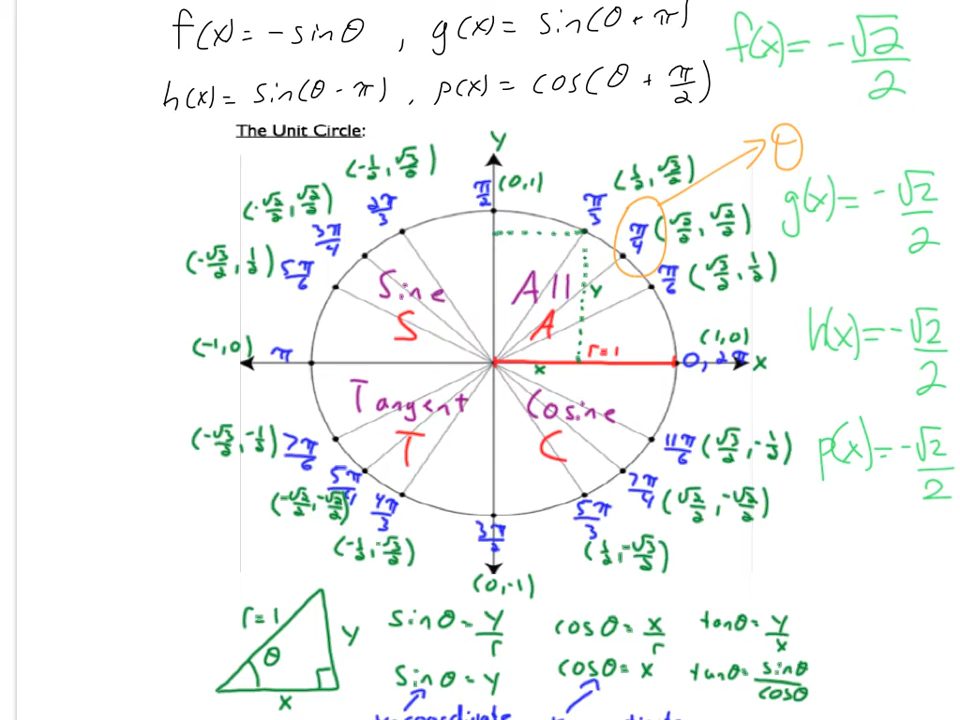 f(x) = -sinθ , g(x) = sin(θ + π)
h(x) = sin(θ - π) , p(x) = cos(θ + π/2)
f(x) = -√2/2
The Unit Circle:
Y
θ
(-1/2, √3/2)
π/2 (0,1)
(1/2, √3/2)
(-√2/2, √2/2)
2π/3
π/3
g(x) = -√2/2
3π/4
π/4 (√2/2, √2/2)
(-√3/2, 1/2) 5π/6
π/6 (√3/2, 1/2)
Sine All Y
S A
h(x) = -√2/2
(-1,0) π
r=1
(1,0)
0, 2π X
x
Tangent Cosine
T C
p(x) = -√2/2
(-√3/2, -1/2) 7π/6
11π/6 (√3/2, -1/2)
5π/4
7π/4 (√2/2, -√2/2)
(-√2/2, -√2/2) 4π/3
5π/3
3π/2
(-1/2, -√3/2)
(1/2, -√3/5)
(0,-1)
r=1 Y
θ
x
sinθ = Y/r cosθ = x/r tanθ = Y/x
sinθ = Y cosθ = x tanθ = sinθ/cosθ